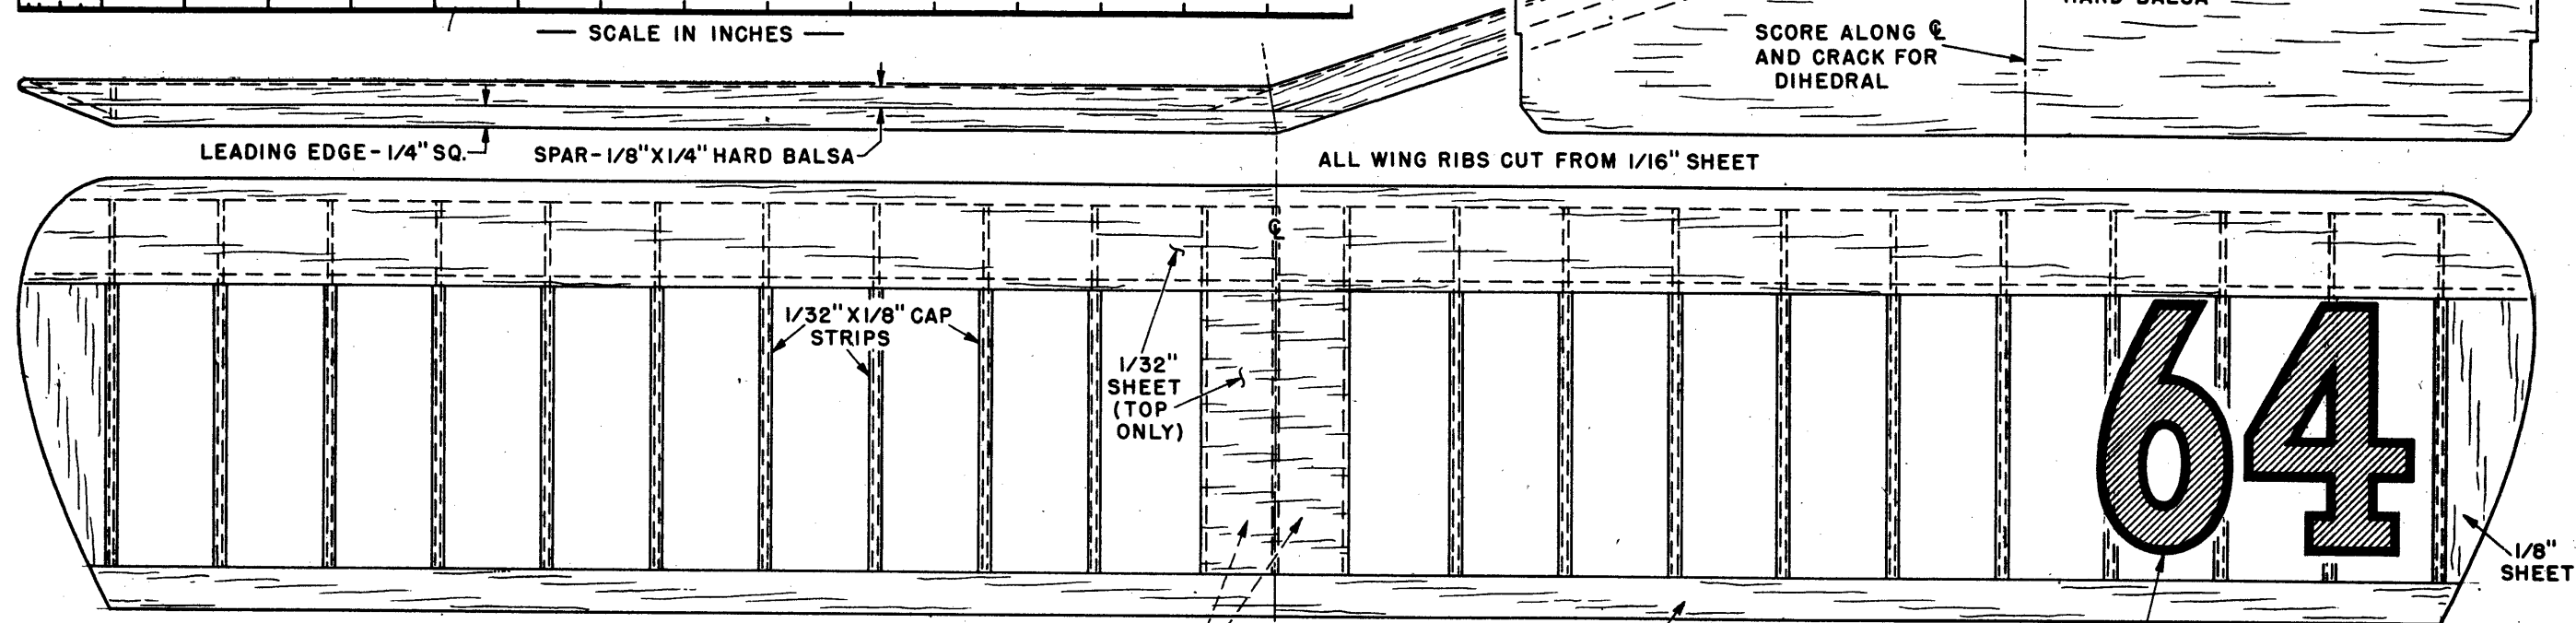 HARD BALSA
SCALE IN INCHES
SCORE ALONG ℄
AND CRACK FOR
DIHEDRAL
LEADING EDGE-1/4" SQ.
SPAR-1/8"X1/4" HARD BALSA
ALL WING RIBS CUT FROM 1/16" SHEET
℄
1/32"X1/8" CAP
STRIPS
1/32"
SHEET
(TOP
ONLY)
64
1/8"
SHEET